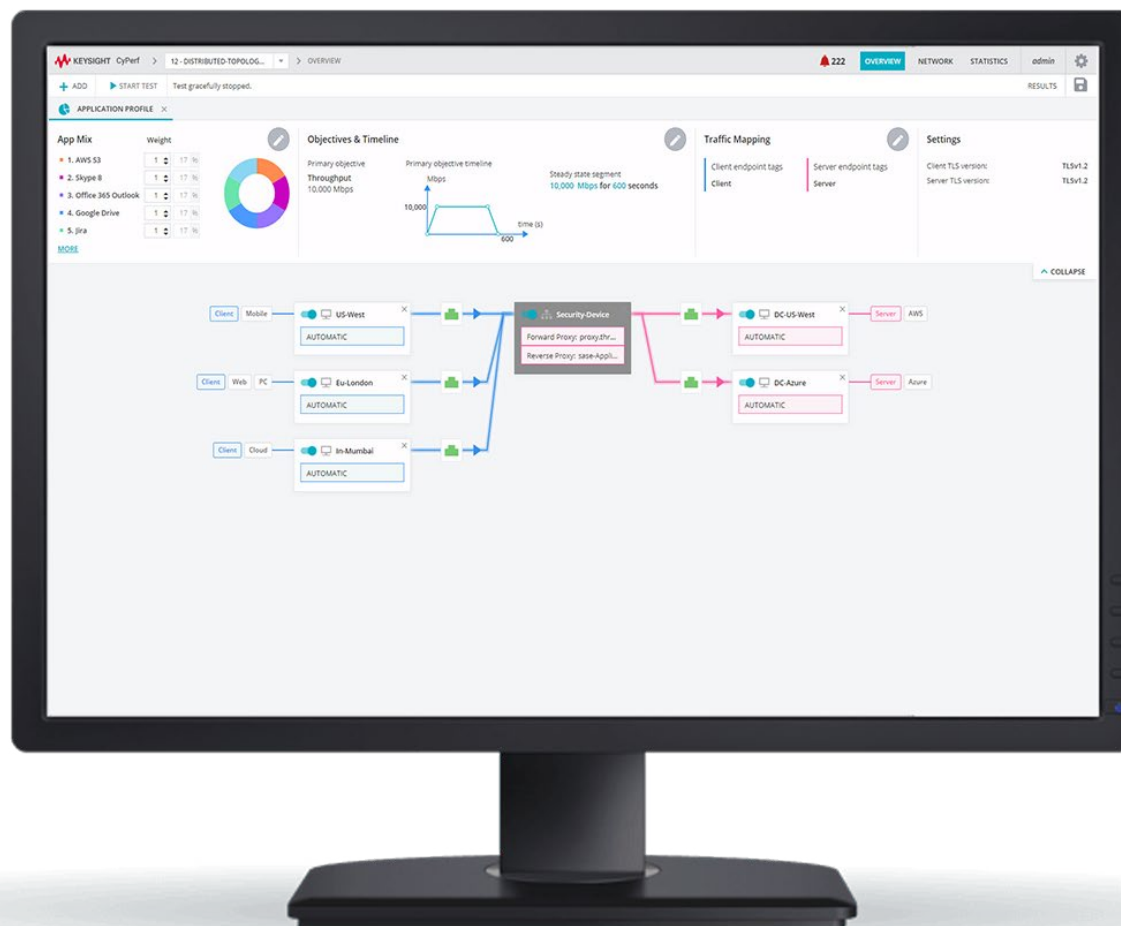 KEYSIGHT CyPerf > 12 - DISTRIBUTED-TOPOLOG... > OVERVIEW 222 OVERVIEW NETWORK STATISTICS admin
+ ADD START TEST Test gracefully stopped. RESULTS
APPLICATION PROFILE ×
App Mix Weight
1. AWS S3 1 17 %
2. Skype 8 1 17 %
3. Office 365 Outlook 1 17 %
4. Google Drive 1 17 %
5. Jira 1 17 %
MORE
Objectives & Timeline
Primary objective
Throughput
10,000 Mbps
Primary objective timeline
Mbps
10,000
time (s)
600
Steady state segment
10,000 Mbps for 600 seconds
Traffic Mapping
Client endpoint tags
Client
Server endpoint tags
Server
Settings
Client TLS version: TLSv1.2
Server TLS version: TLSv1.2
COLLAPSE
Client Mobile US-West ×
AUTOMATIC
Client Web PC Eu-London ×
AUTOMATIC
Client Cloud In-Mumbai ×
AUTOMATIC
Security-Device
Forward Proxy: proxy.thr...
Reverse Proxy: sase-Appli...
DC-US-West × Server AWS
AUTOMATIC
DC-Azure × Server Azure
AUTOMATIC